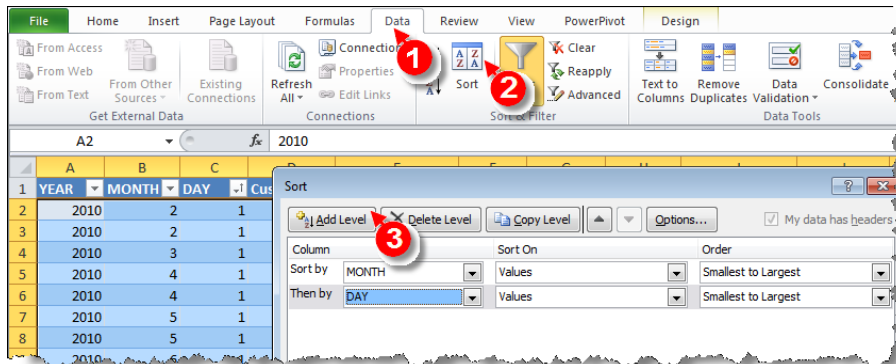 File Home Insert Page Layout Formulas Data Review View PowerPivot Design
From Access
From Web
From Text
From Other Sources
Existing Connections
Get External Data
Refresh All
Connection
Properties
Edit Links
Connections
1
A Z
Z A
Sort
2
Clear
Reapply
Advanced
Sort & Filter
Text to Columns
Remove Duplicates
Data Validation
Consolidate
Data Tools
A2 fx 2010
A B C
1 YEAR MONTH DAY Cus
2 2010 2 1
3 2010 2 1
4 2010 3 1
5 2010 4 1
6 2010 4 1
7 2010 5 1
8 2010 5 1
Sort
Add Level Delete Level Copy Level Options... My data has headers
3
Column Sort On Order
Sort by MONTH Values Smallest to Largest
Then by DAY Values Smallest to Largest